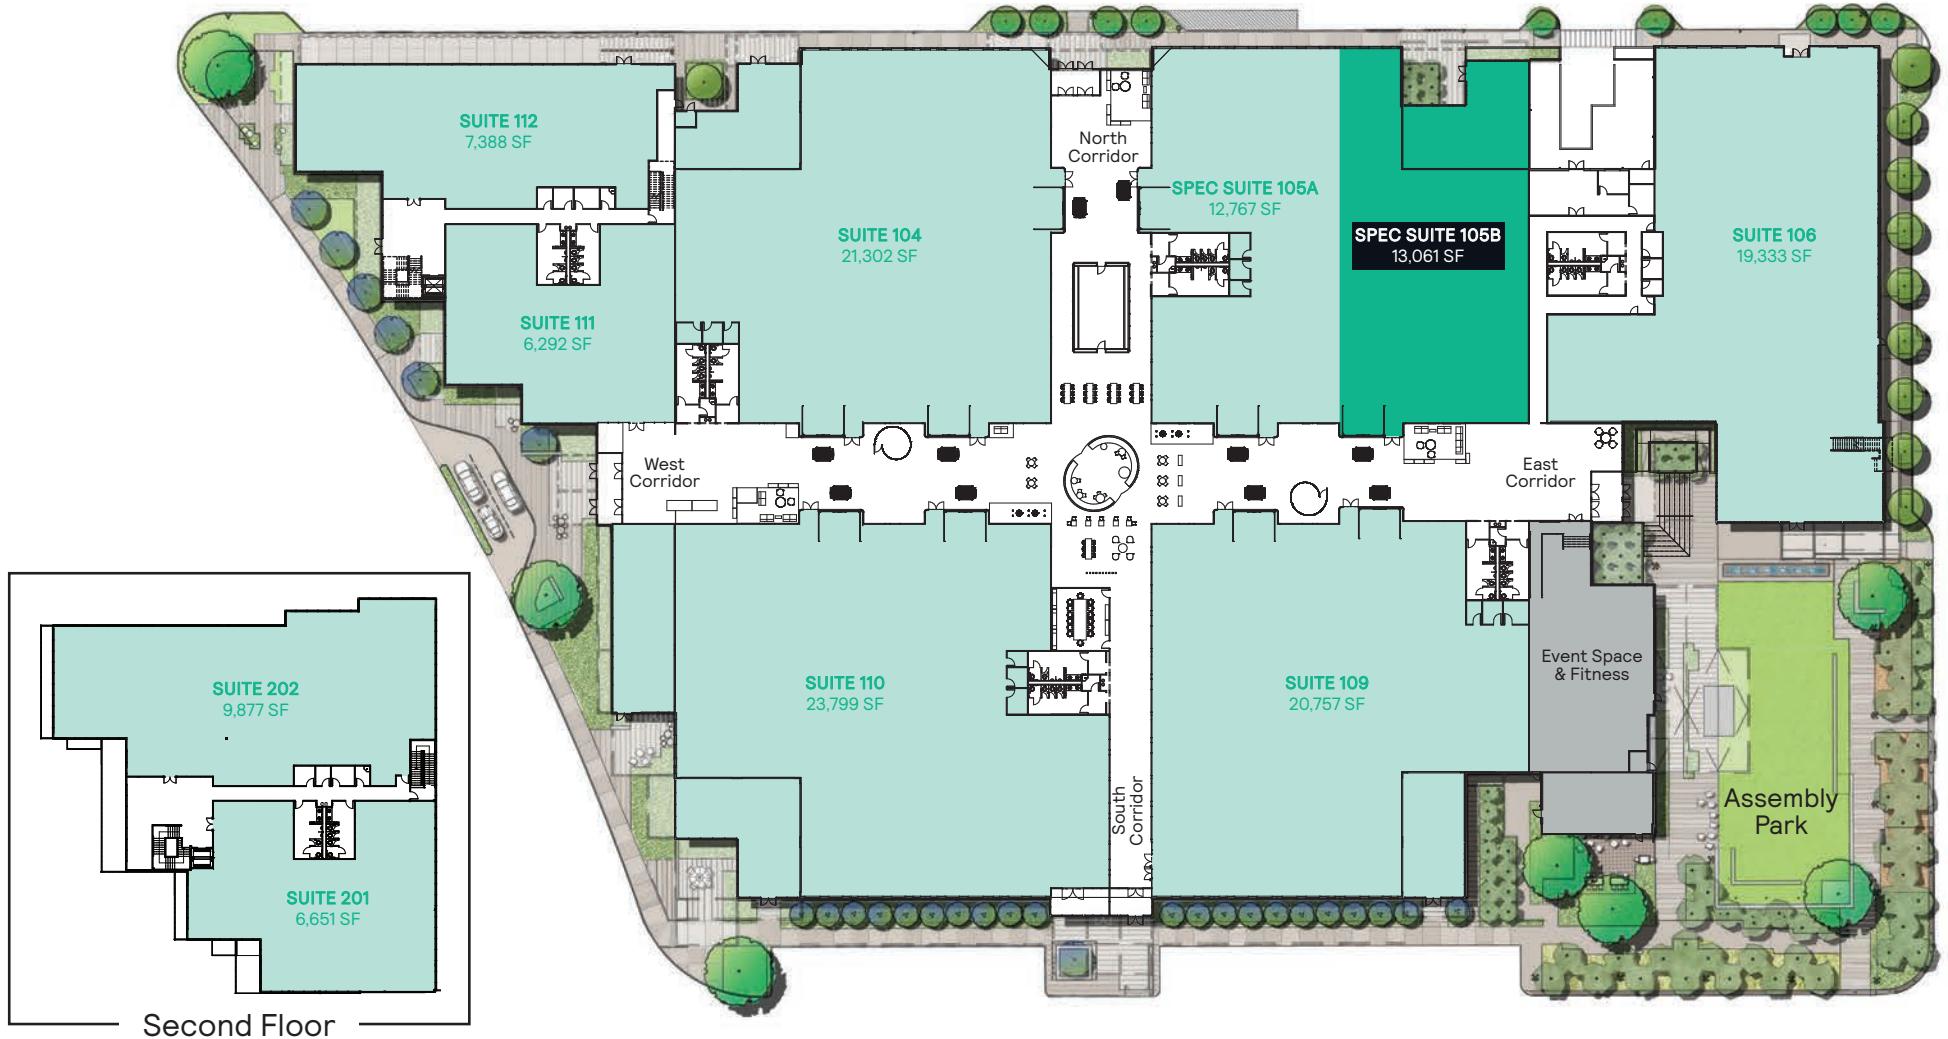 SUITE 112
7,388 SF
North
Corridor
SPEC SUITE 105A
12,767 SF
SUITE 104
21,302 SF
SPEC SUITE 105B
13,061 SF
SUITE 106
19,333 SF
SUITE 111
6,292 SF
West
Corridor
East
Corridor
SUITE 110
23,799 SF
SUITE 109
20,757 SF
Event Space
& Fitness
South
Corridor
Assembly
Park
SUITE 202
9,877 SF
SUITE 201
6,651 SF
Second Floor